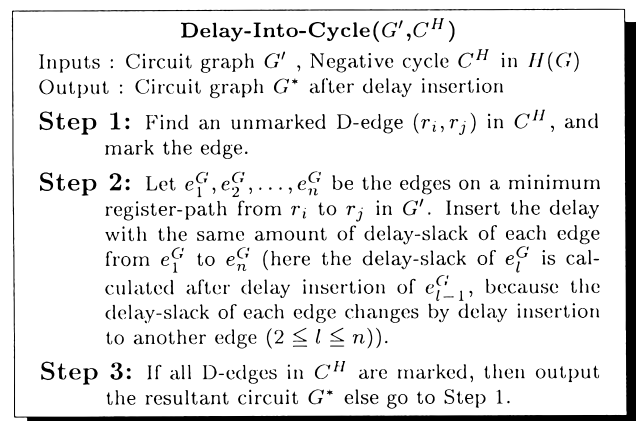 Delay-Into-Cycle(G′,C^H)
Inputs : Circuit graph G′ , Negative cycle C^H in H(G)
Output : Circuit graph G* after delay insertion
Step 1: Find an unmarked D-edge (r_i, r_j) in C^H, and
mark the edge.
Step 2: Let e_1^G, e_2^G, . . . , e_n^G be the edges on a minimum
register-path from r_i to r_j in G′. Insert the delay
with the same amount of delay-slack of each edge
from e_1^G to e_n^G (here the delay-slack of e_l^G is cal-
culated after delay insertion of e_{l−1}^G, because the
delay-slack of each edge changes by delay insertion
to another edge (2 ≦ l ≦ n)).
Step 3: If all D-edges in C^H are marked, then output
the resultant circuit G* else go to Step 1.